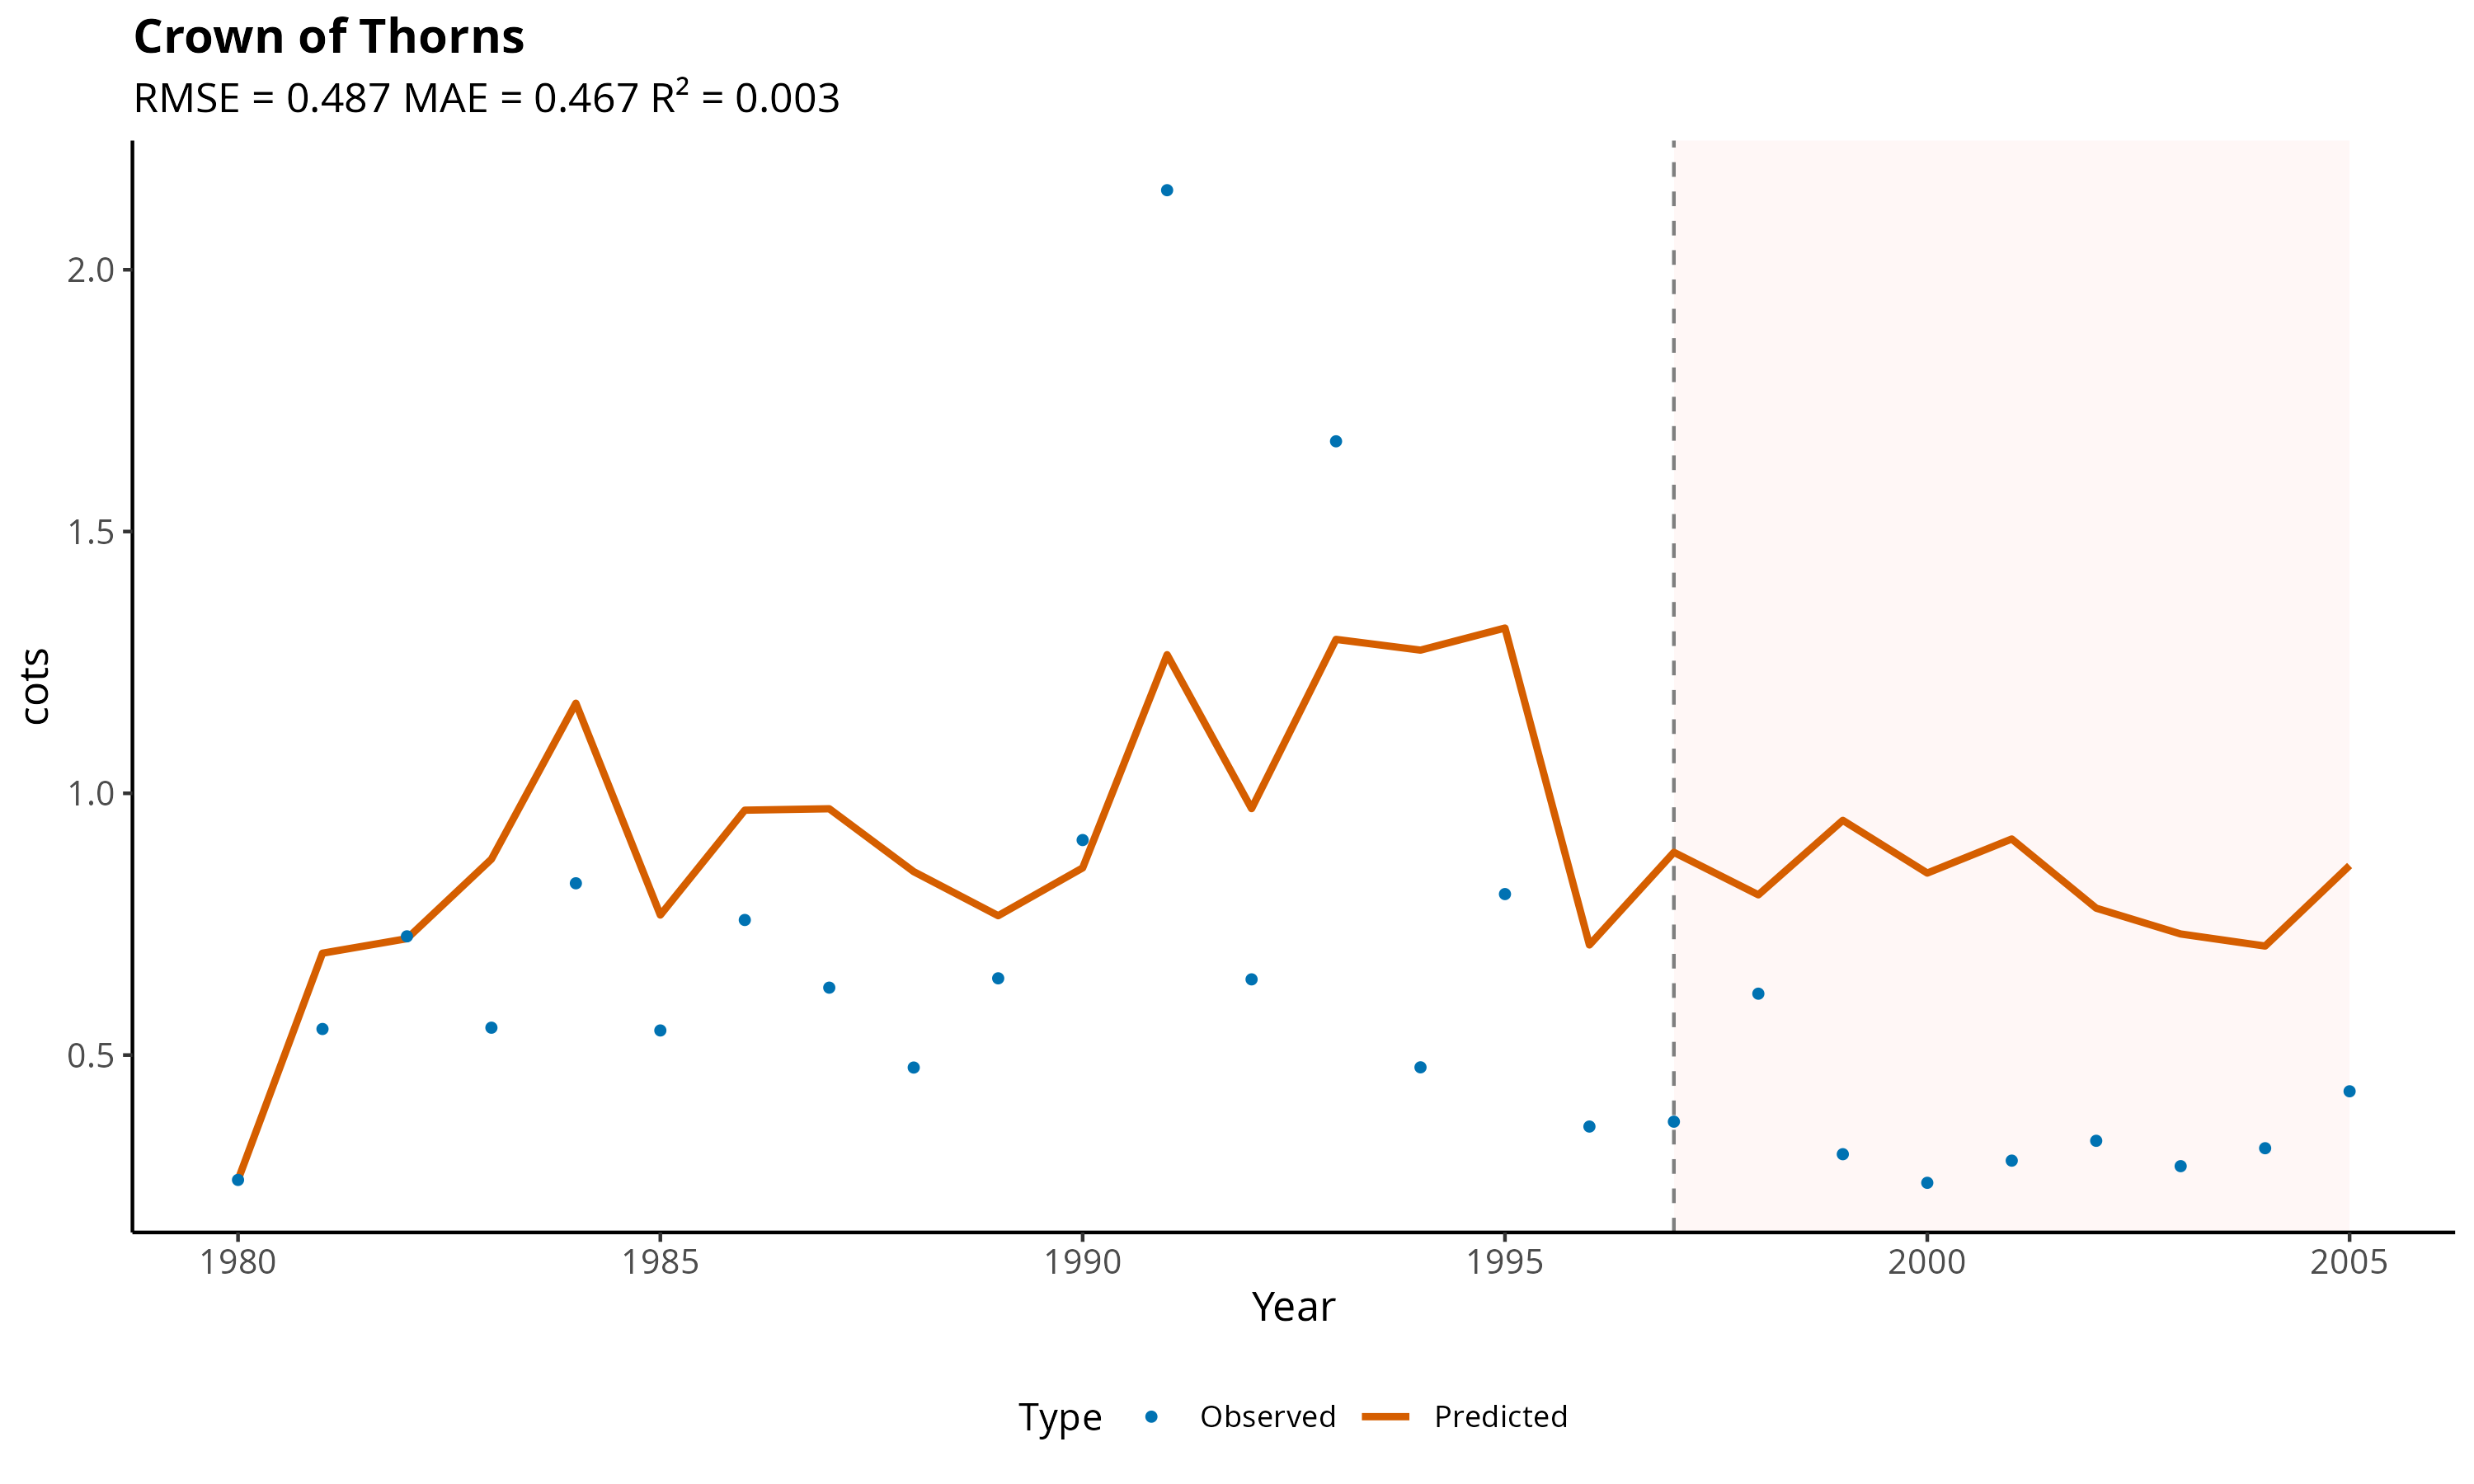 Crown of Thorns
RMSE = 0.487 MAE = 0.467 R² = 0.003
cots
2.0
1.5
1.0
0.5
1980 1985 1990 1995 2000 2005
Year
Type Observed Predicted